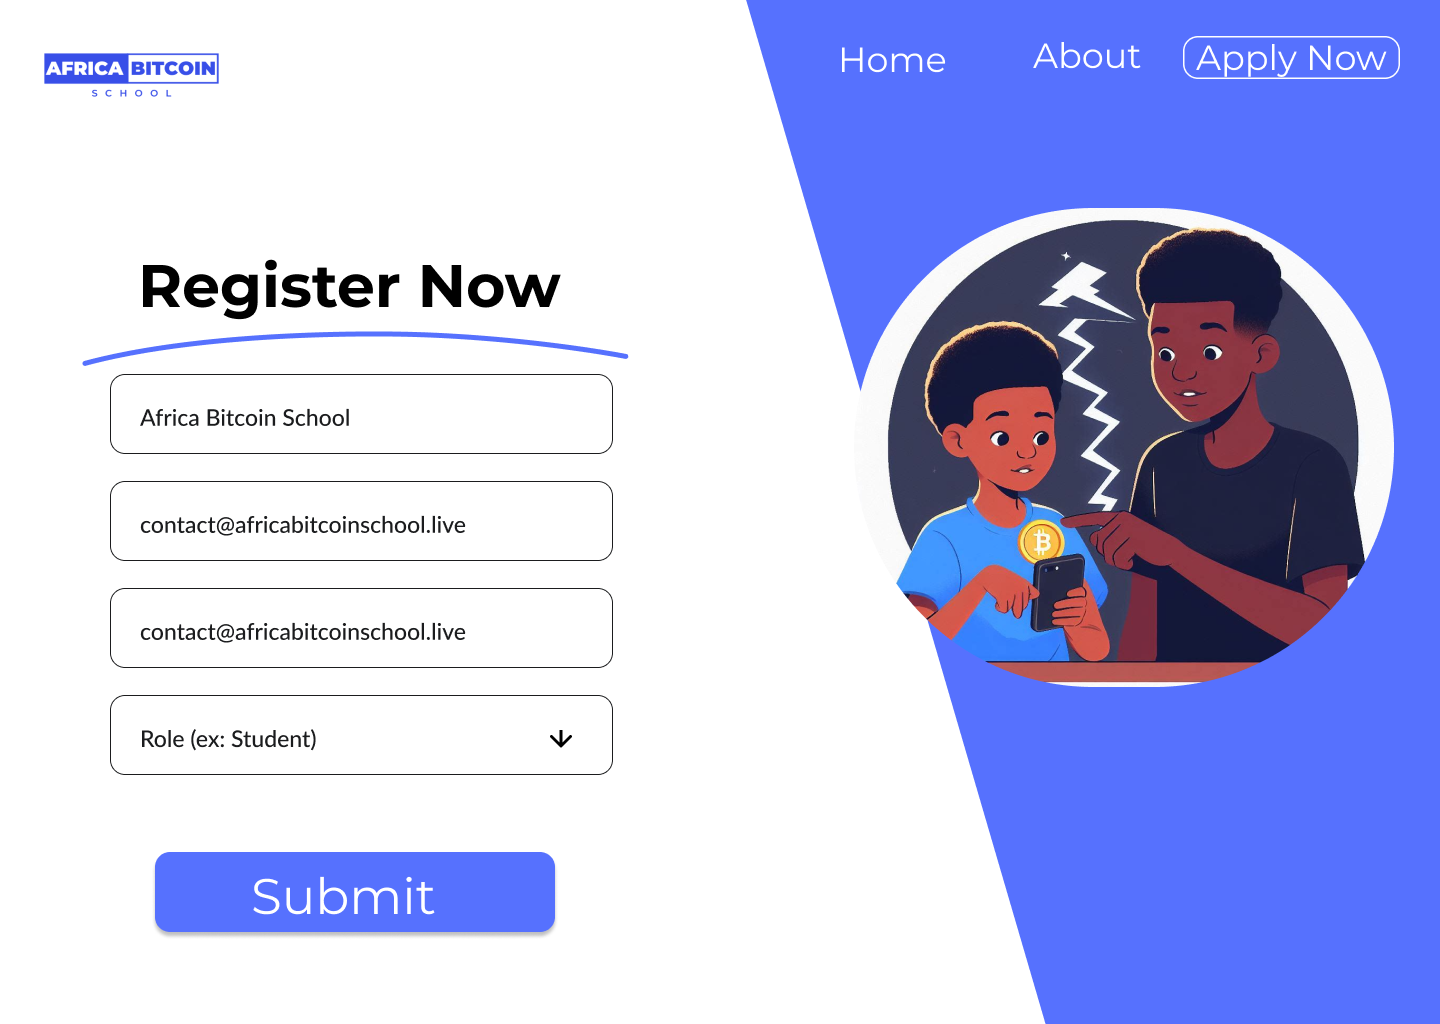 AFRICA BITCOIN
SCHOOL
Home
About
Apply Now
Register Now
Africa Bitcoin School
contact@africabitcoinschool.live
contact@africabitcoinschool.live
Role (ex: Student)
Submit